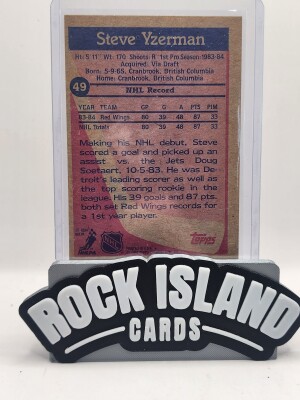 Steve Yzerman
Ht: 5'11" Wt: 170 Shoots: R 1st Pro Season: 1983-84
Acquired: Via Draft
Born: 5-9-65, Cranbrook, British Columbia
Home: Cranbrook, British Columbia
49
NHL Record
YEAR TEAM GP G A PTS PIM
83-84 Red Wings 80 39 48 87 33
NHL Totals 80 39 48 87 33
Making his NHL debut, Steve
scored a goal and picked up an
assist vs. the Jets Doug
Soetaert, 10-5-83. He was De-
troit's leading scorer as well
as the top scoring rookie in the
league. His 39 goals and 87 pts.
both set Red Wings records for
a 1st year player.
NHL
Topps
ROCK ISLAND
CARDS